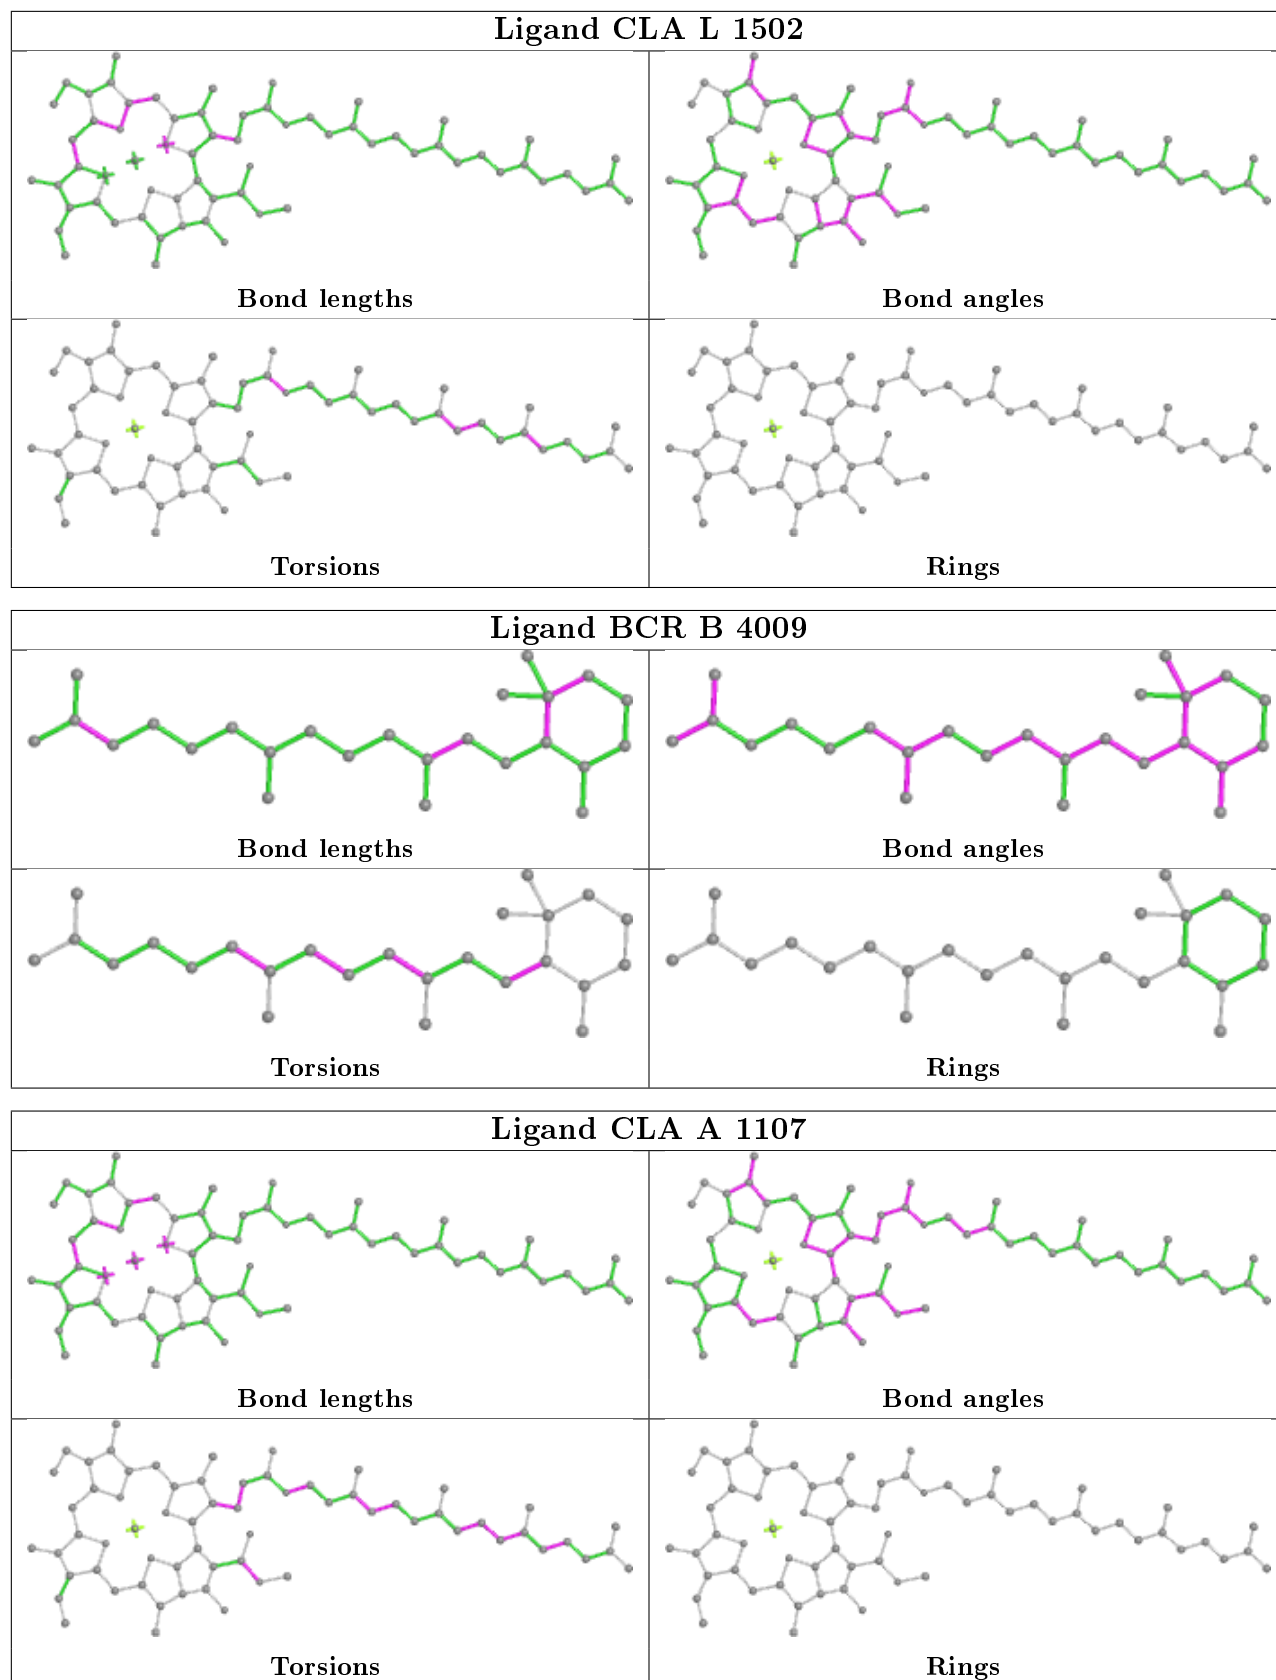 Ligand CLA L 1502
Bond lengths
Bond angles
Torsions
Rings
Ligand BCR B 4009
Bond lengths
Bond angles
Torsions
Rings
Ligand CLA A 1107
Bond lengths
Bond angles
Torsions
Rings